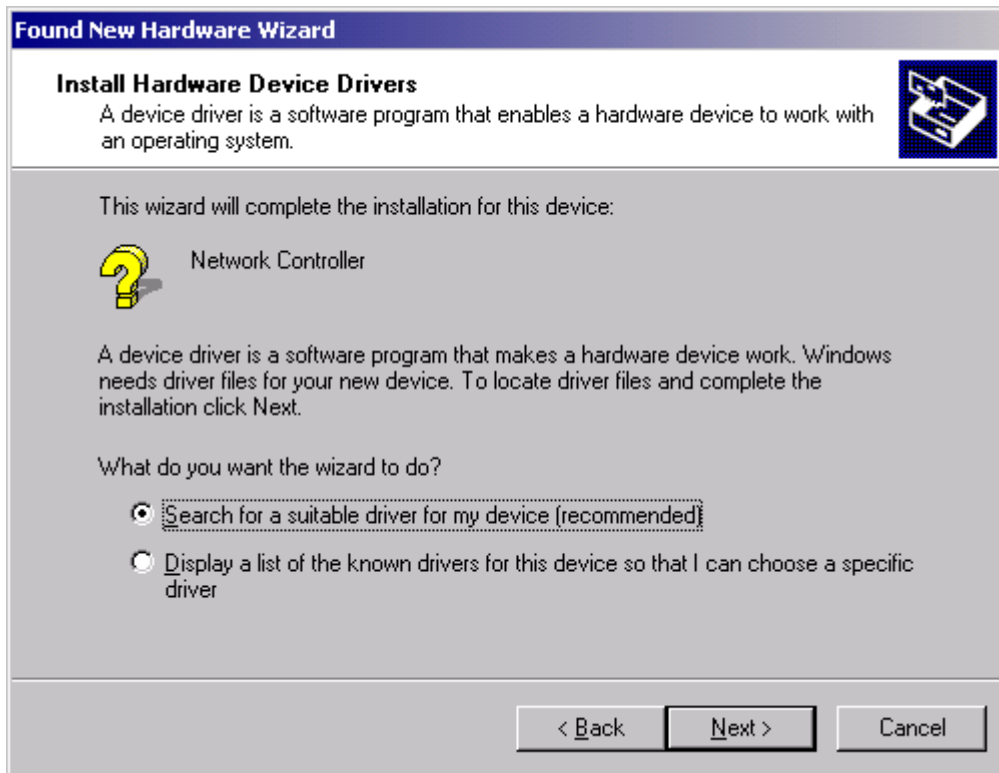 Found New Hardware Wizard
Install Hardware Device Drivers
A device driver is a software program that enables a hardware device to work with
an operating system.
This wizard will complete the installation for this device:
Network Controller
A device driver is a software program that makes a hardware device work. Windows
needs driver files for your new device. To locate driver files and complete the
installation click Next.
What do you want the wizard to do?
Search for a suitable driver for my device (recommended)
Display a list of the known drivers for this device so that I can choose a specific
driver
< Back
Next >
Cancel